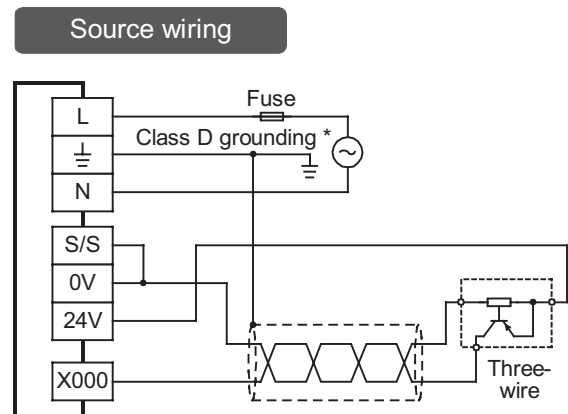 Source wiring
L
Fuse
Class D grounding *
N
S/S
0V
24V
X000
Three-
wire